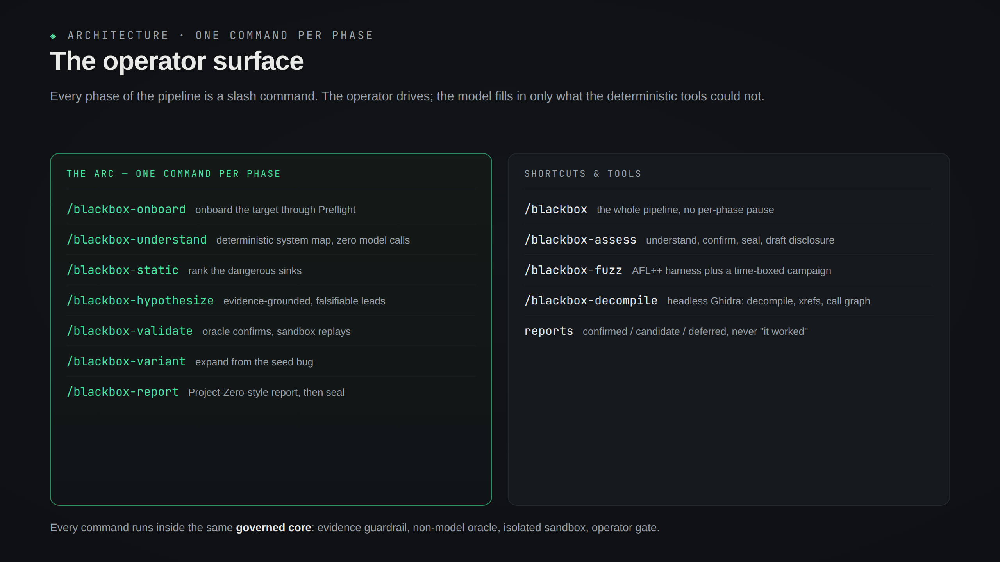 ◈ ARCHITECTURE · ONE COMMAND PER PHASE
The operator surface
Every phase of the pipeline is a slash command. The operator drives; the model fills in only what the deterministic tools could not.
THE ARC — ONE COMMAND PER PHASE
/blackbox-onboard onboard the target through Preflight
/blackbox-understand deterministic system map, zero model calls
/blackbox-static rank the dangerous sinks
/blackbox-hypothesize evidence-grounded, falsifiable leads
/blackbox-validate oracle confirms, sandbox replays
/blackbox-variant expand from the seed bug
/blackbox-report Project-Zero-style report, then seal
SHORTCUTS & TOOLS
/blackbox the whole pipeline, no per-phase pause
/blackbox-assess understand, confirm, seal, draft disclosure
/blackbox-fuzz AFL++ harness plus a time-boxed campaign
/blackbox-decompile headless Ghidra: decompile, xrefs, call graph
reports confirmed / candidate / deferred, never "it worked"
Every command runs inside the same governed core: evidence guardrail, non-model oracle, isolated sandbox, operator gate.